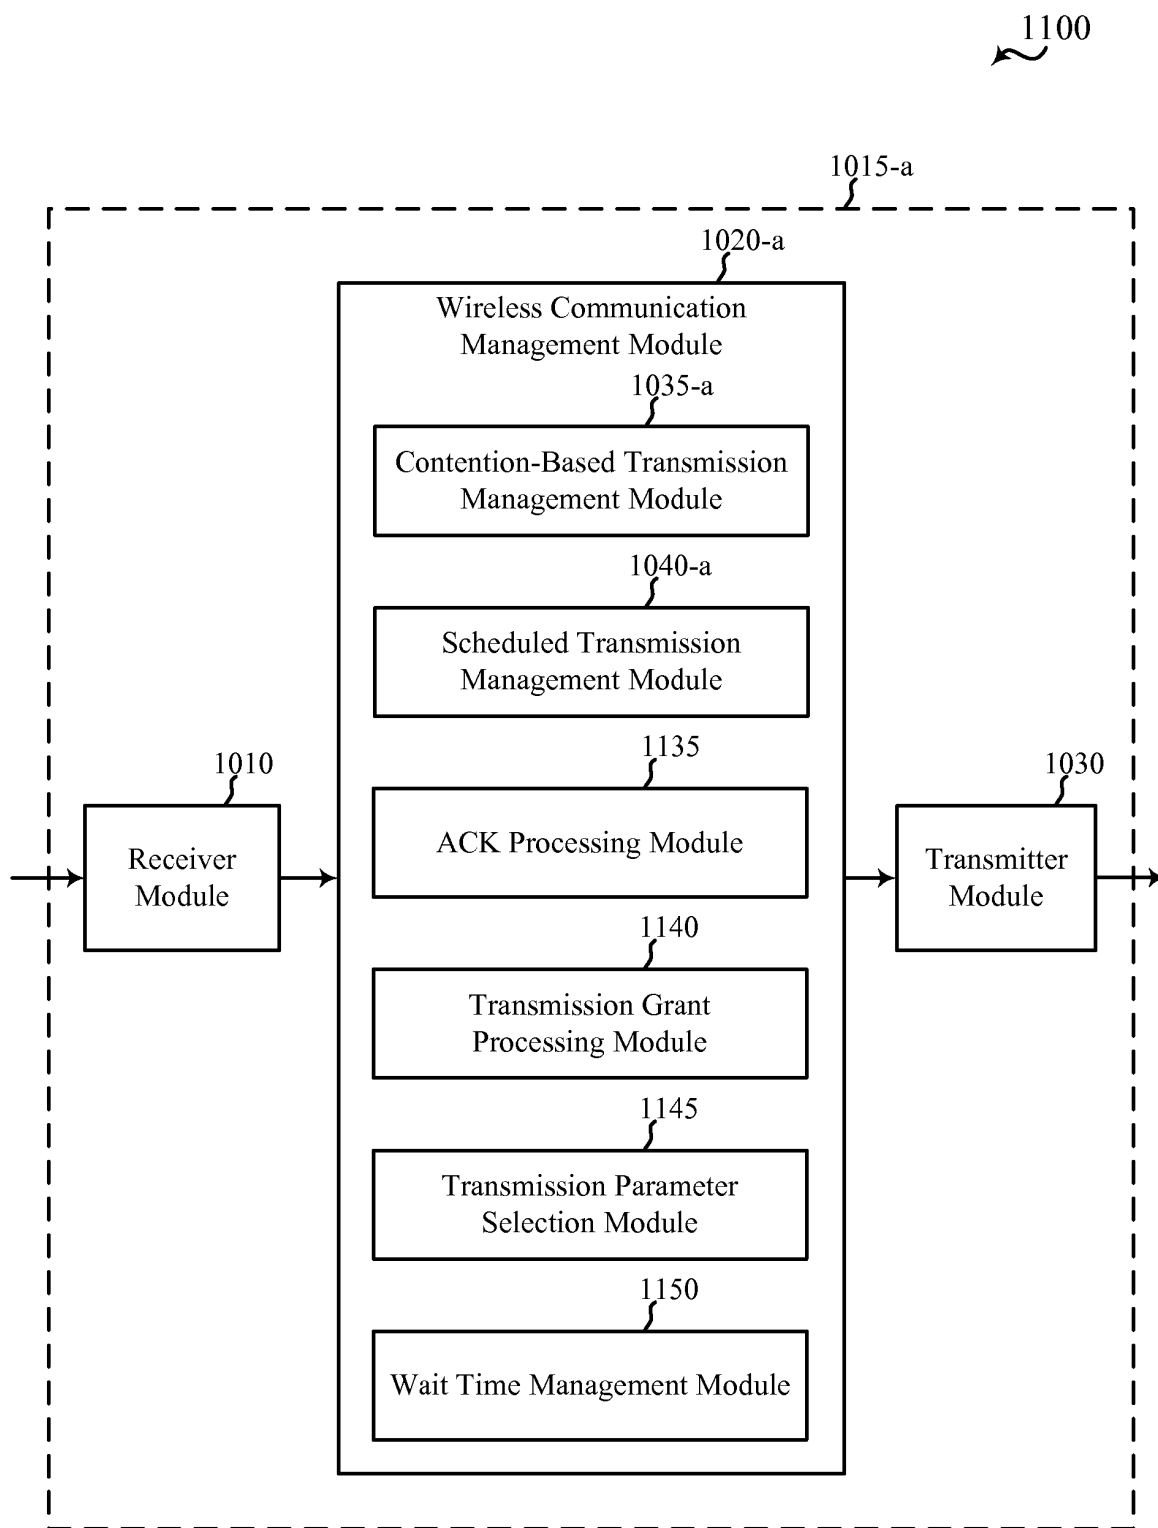 1100
1015-a
1020-a
Wireless Communication
Management Module
1035-a
Contention-Based Transmission
Management Module
1040-a
Scheduled Transmission
Management Module
1010
Receiver
Module
1135
ACK Processing Module
1030
Transmitter
Module
1140
Transmission Grant
Processing Module
1145
Transmission Parameter
Selection Module
1150
Wait Time Management Module